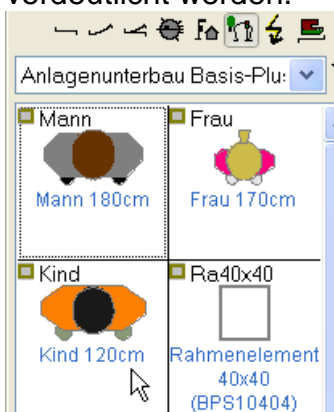 verdeutlicht werden.
Anlagenunterbau Basis-Plu:
Mann
Mann 180cm
Frau
Frau 170cm
Kind
Kind 120cm
Ra40x40
Rahmenelement
40x40
(BPS10404)